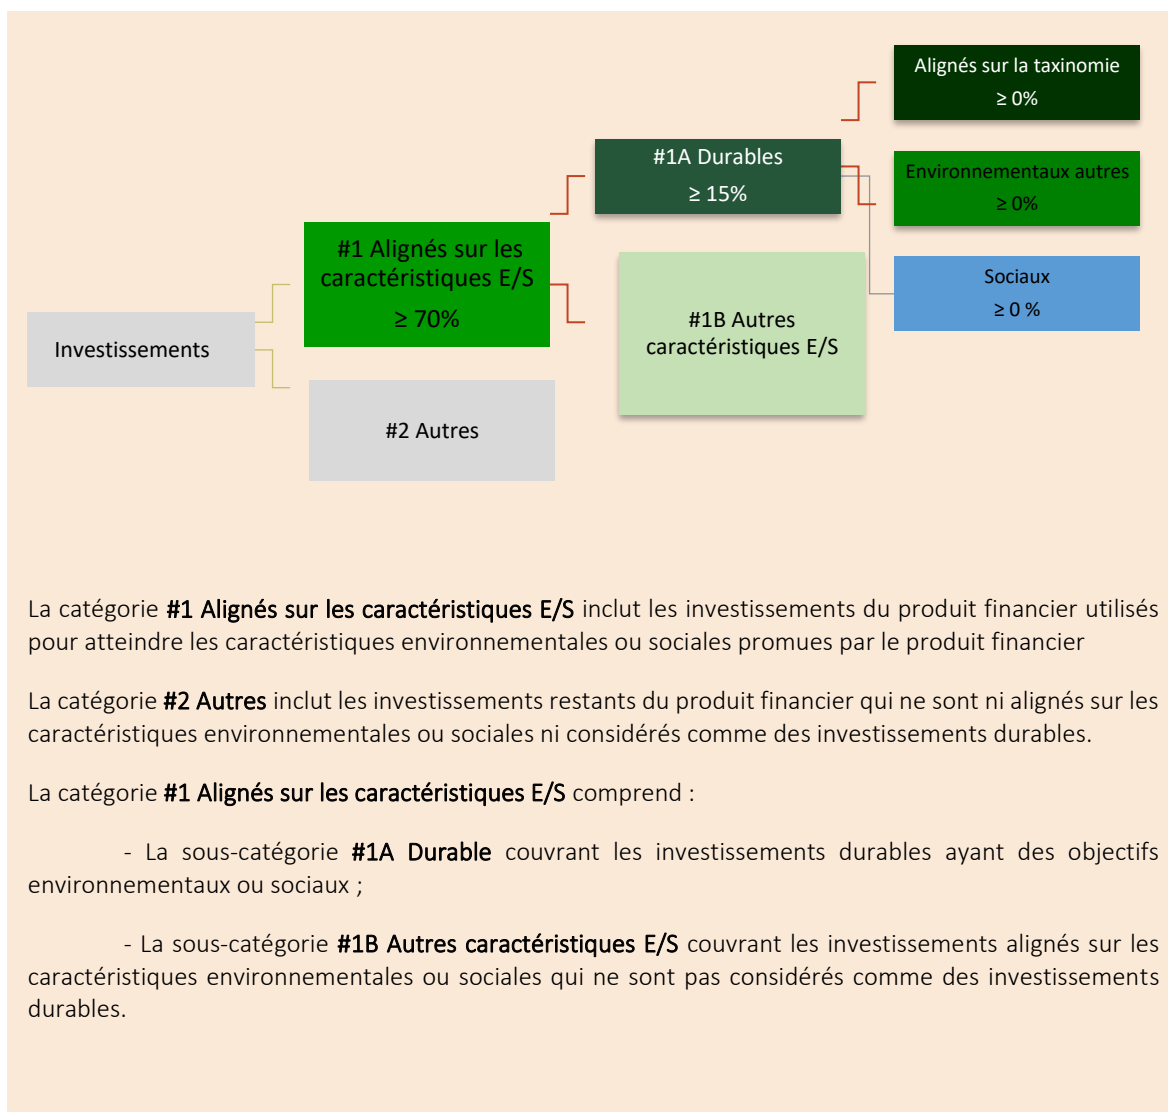 Alignés sur la taxinomie
≥ 0%
#1A Durables
≥ 15%
Environnementaux autres
≥ 0%
#1 Alignés sur les
caractéristiques E/S
≥ 70%
Sociaux
≥ 0 %
#1B Autres
caractéristiques E/S
Investissements
#2 Autres
La catégorie #1 Alignés sur les caractéristiques E/S inclut les investissements du produit financier utilisés
pour atteindre les caractéristiques environnementales ou sociales promues par le produit financier
La catégorie #2 Autres inclut les investissements restants du produit financier qui ne sont ni alignés sur les
caractéristiques environnementales ou sociales ni considérés comme des investissements durables.
La catégorie #1 Alignés sur les caractéristiques E/S comprend :
- La sous-catégorie #1A Durable couvrant les investissements durables ayant des objectifs
environnementaux ou sociaux ;
- La sous-catégorie #1B Autres caractéristiques E/S couvrant les investissements alignés sur les
caractéristiques environnementales ou sociales qui ne sont pas considérés comme des investissements
durables.